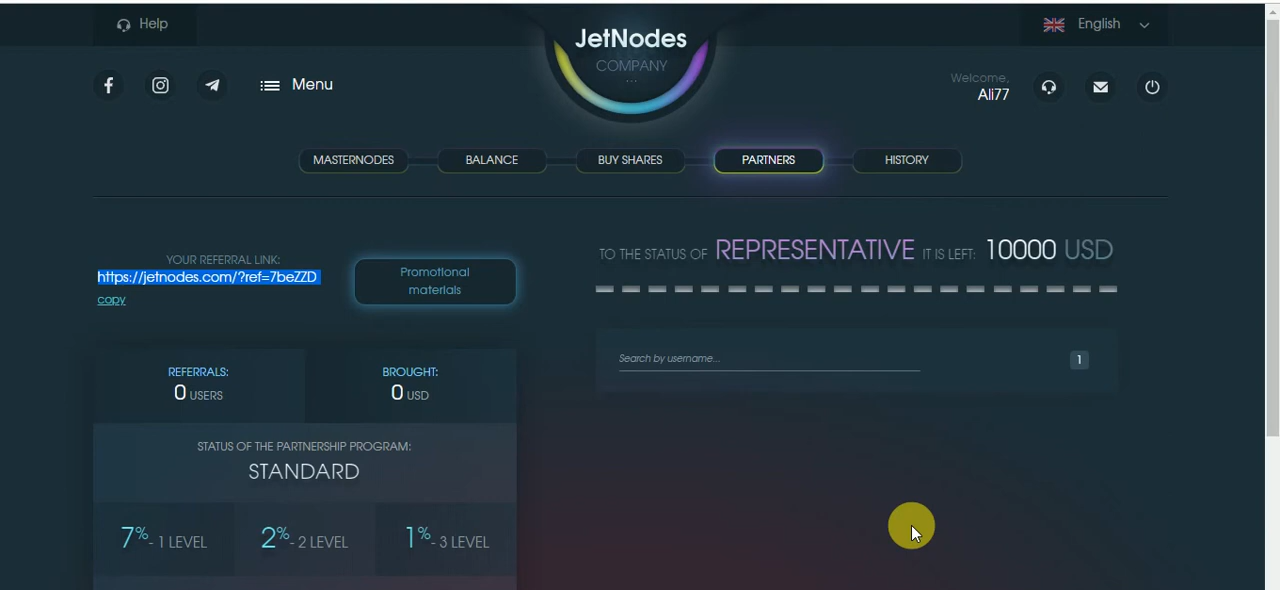 Help
JetNodes
COMPANY
English
Menu
Welcome,
Ali77
MASTERNODES
BALANCE
BUY SHARES
PARTNERS
HISTORY
YOUR REFERRAL LINK:
https://jetnodes.com/?ref=7beZZD
copy
Promotional
materials
TO THE STATUS OF REPRESENTATIVE IT IS LEFT: 10000 USD
Search by username...
1
REFERRALS:
0 USERS
BROUGHT:
0 USD
STATUS OF THE PARTNERSHIP PROGRAM:
STANDARD
7% - 1 LEVEL
2% - 2 LEVEL
1% - 3 LEVEL